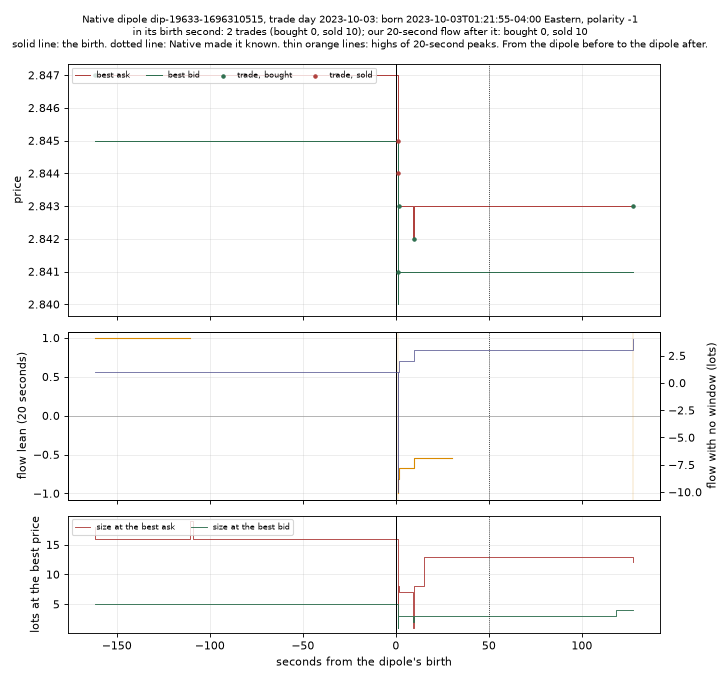 Native dipole dip-19633-1696310515, trade day 2023-10-03: born 2023-10-03T01:21:55-04:00 Eastern, polarity -1
in its birth second: 2 trades (bought 0, sold 10); our 20-second flow after it: bought 0, sold 10
solid line: the birth. dotted line: Native made it known. thin orange lines: highs of 20-second peaks. From the dipole before to the dipole after.
best ask best bid trade, bought trade, sold
2.847
2.846
2.845
2.844
2.843
2.842
2.841
2.840
price
1.0
0.5
0.0
−0.5
−1.0
flow lean (20 seconds)
2.5
0.0
−2.5
−5.0
−7.5
−10.0
flow with no window (lots)
size at the best ask size at the best bid
15
10
5
lots at the best price
−150 −100 −50 0 50 100
seconds from the dipole's birth